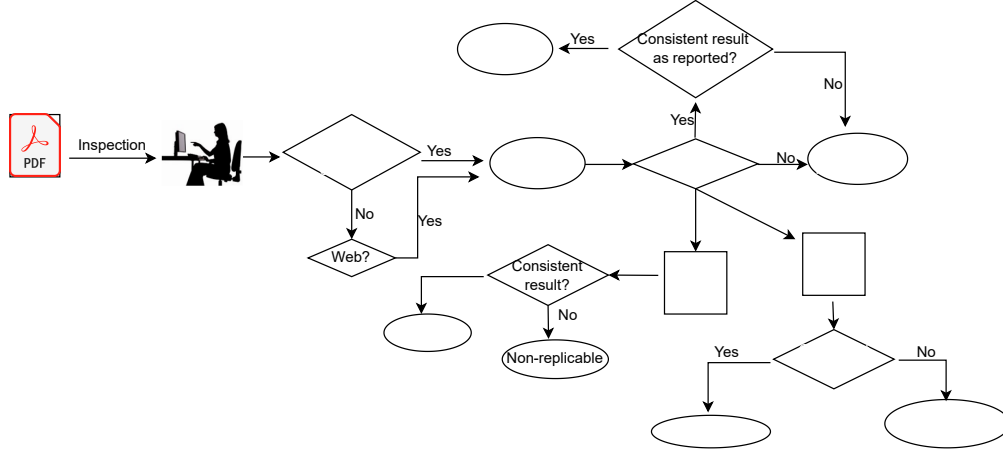 Yes
Consistent result
as reported?
No
PDF
Inspection
Yes
Yes
No
No
Yes
Web?
Consistent
result?
No
Non-replicable
Yes
No